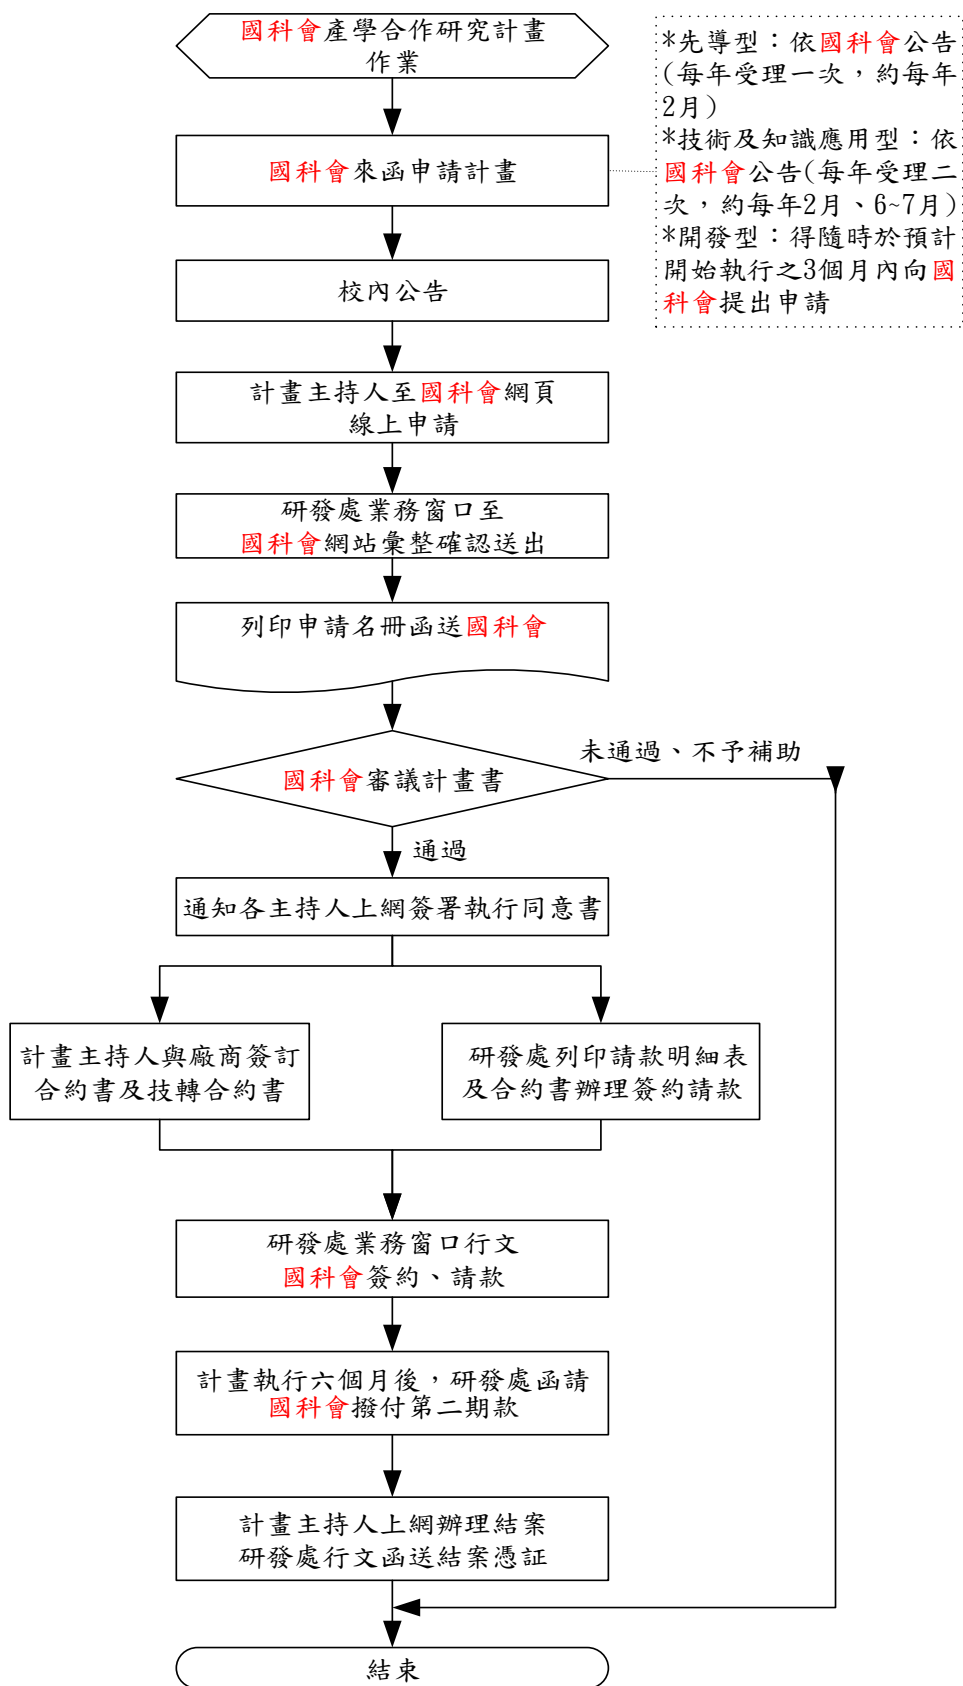 國科會產學合作研究計畫
作業
*先導型：依國科會公告
(每年受理一次，約每年
2月)
*技術及知識應用型：依
國科會公告(每年受理二
次，約每年2月、6~7月)
*開發型：得隨時於預計
開始執行之3個月內向國
科會提出申請
國科會來函申請計畫
校內公告
計畫主持人至國科會網頁
線上申請
研發處業務窗口至
國科會網站彙整確認送出
列印申請名冊函送國科會
國科會審議計畫書
未通過、不予補助
通過
通知各主持人上網簽署執行同意書
計畫主持人與廠商簽訂
合約書及技轉合約書
研發處列印請款明細表
及合約書辦理簽約請款
研發處業務窗口行文
國科會簽約、請款
計畫執行六個月後，研發處函請
國科會撥付第二期款
計畫主持人上網辦理結案
研發處行文函送結案憑証
結束